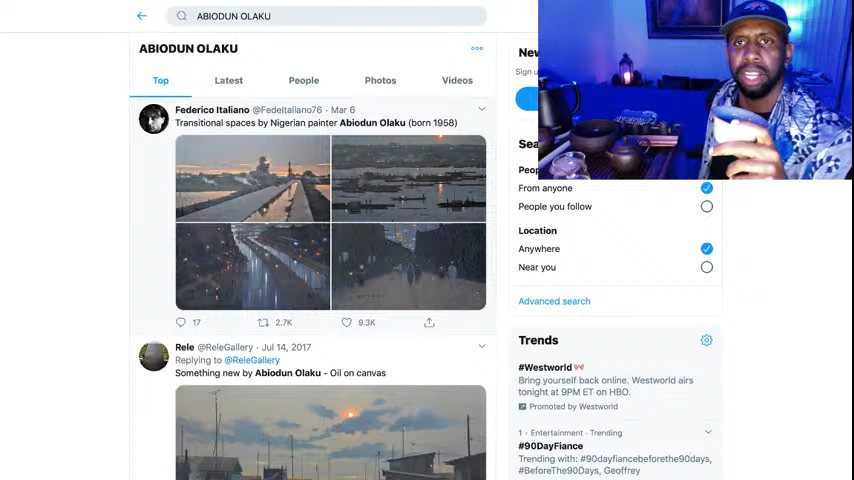 ABIODUN OLAKU
ABIODUN OLAKU
Top
Latest
People
Photos
Videos
Federico Italiano @FedeItaliano76 · Mar 6
Transitional spaces by Nigerian painter Abiodun Olaku (born 1958)
17
2.7K
9.3K
Rele @ReleGallery · Jul 14, 2017
Replying to @ReleGallery
Something new by Abiodun Olaku - Oil on canvas
New
Sign u
Sea
Peop
From anyone
People you follow
Location
Anywhere
Near you
Advanced search
Trends
#Westworld
Bring yourself back online. Westworld airs
tonight at 9PM ET on HBO.
Promoted by Westworld
1 · Entertainment · Trending
#90DayFiance
Trending with: #90dayfiancebeforethe90days,
#BeforeThe90Days, Geoffrey